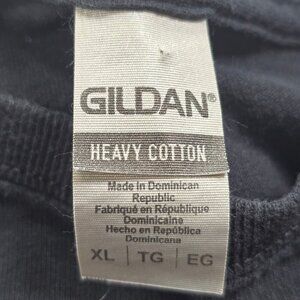 GILDAN®
HEAVY COTTON
Made in Dominican
Republic
Fabriqué en République
Dominicaine
Hecho en República
Dominicana
XL | TG | EG